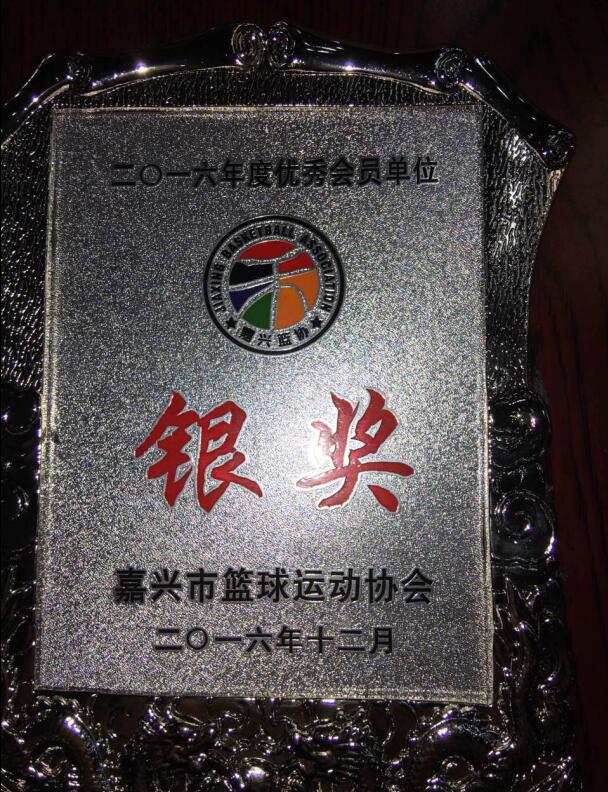 二〇一六年度优秀会员单位
JIAXING BASKETBALL ASSOCIATION
★嘉兴蓝协★
银奖
嘉兴市篮球运动协会
二〇一六年十二月